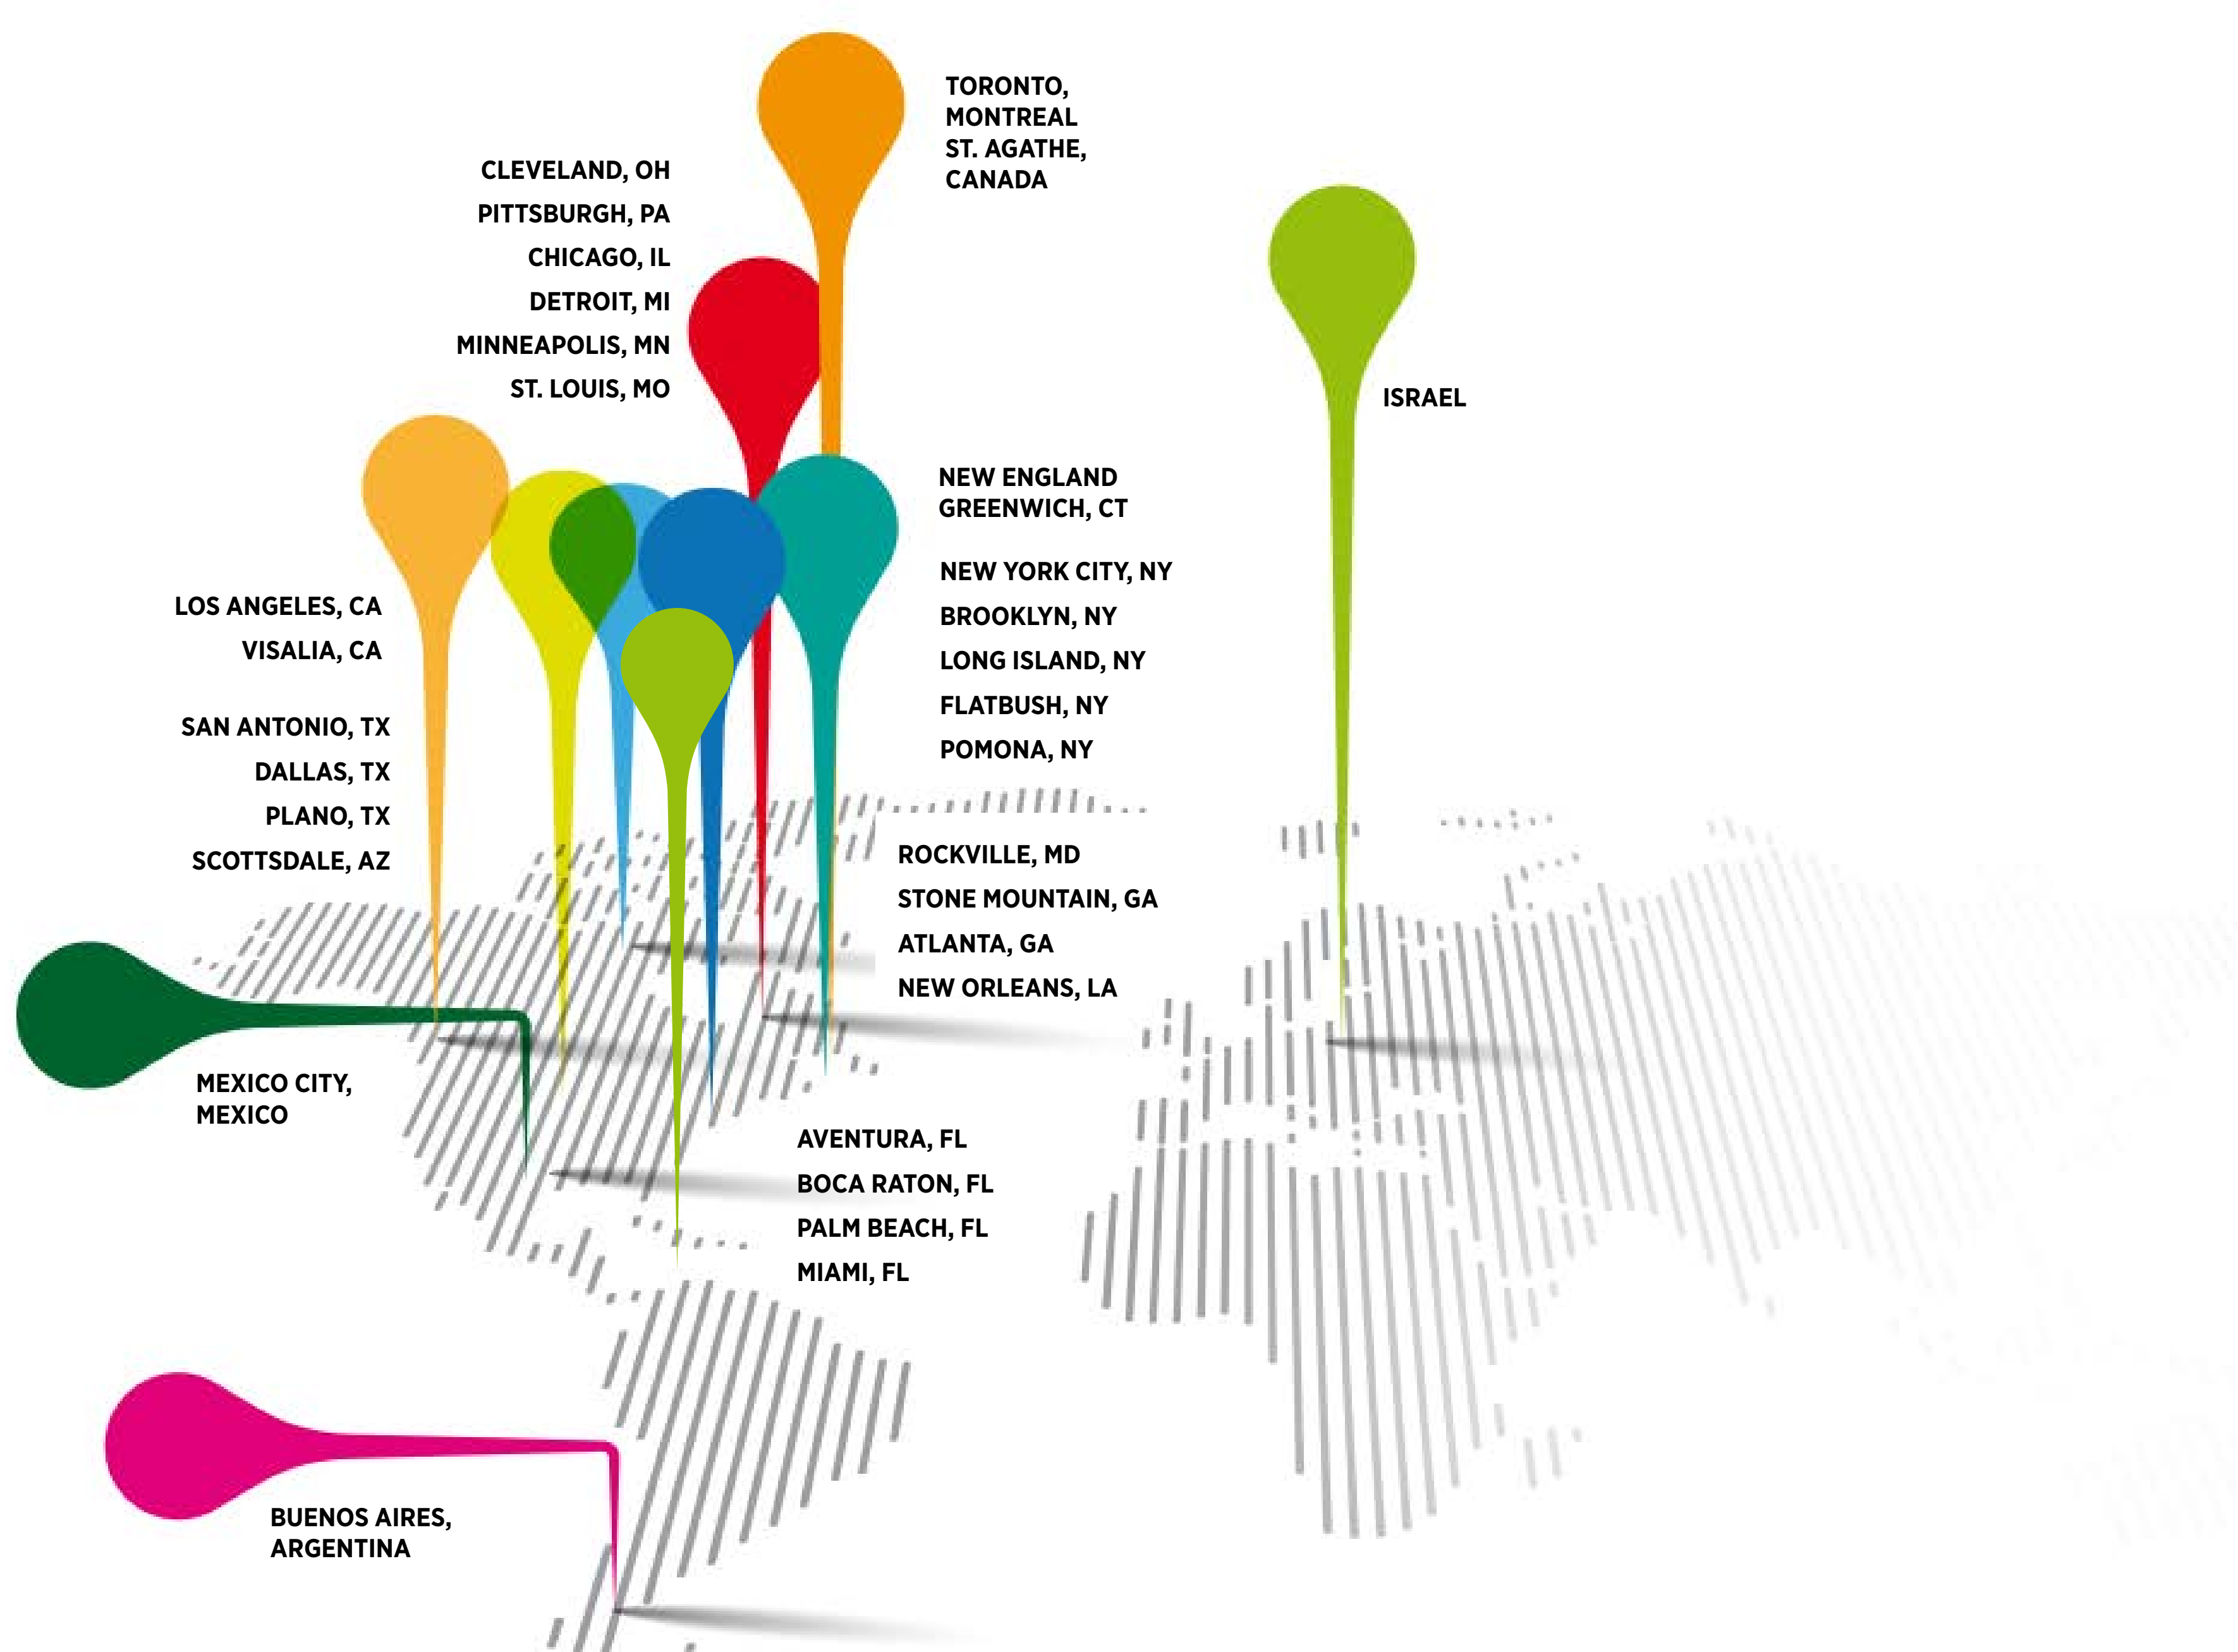 TORONTO,
MONTREAL
ST. AGATHE,
CANADA
CLEVELAND, OH
PITTSBURGH, PA
CHICAGO, IL
DETROIT, MI
MINNEAPOLIS, MN
ST. LOUIS, MO
ISRAEL
NEW ENGLAND
GREENWICH, CT
NEW YORK CITY, NY
BROOKLYN, NY
LONG ISLAND, NY
FLATBUSH, NY
POMONA, NY
LOS ANGELES, CA
VISALIA, CA
SAN ANTONIO, TX
DALLAS, TX
PLANO, TX
SCOTTSDALE, AZ
ROCKVILLE, MD
STONE MOUNTAIN, GA
ATLANTA, GA
NEW ORLEANS, LA
MEXICO CITY,
MEXICO
AVENTURA, FL
BOCA RATON, FL
PALM BEACH, FL
MIAMI, FL
BUENOS AIRES,
ARGENTINA